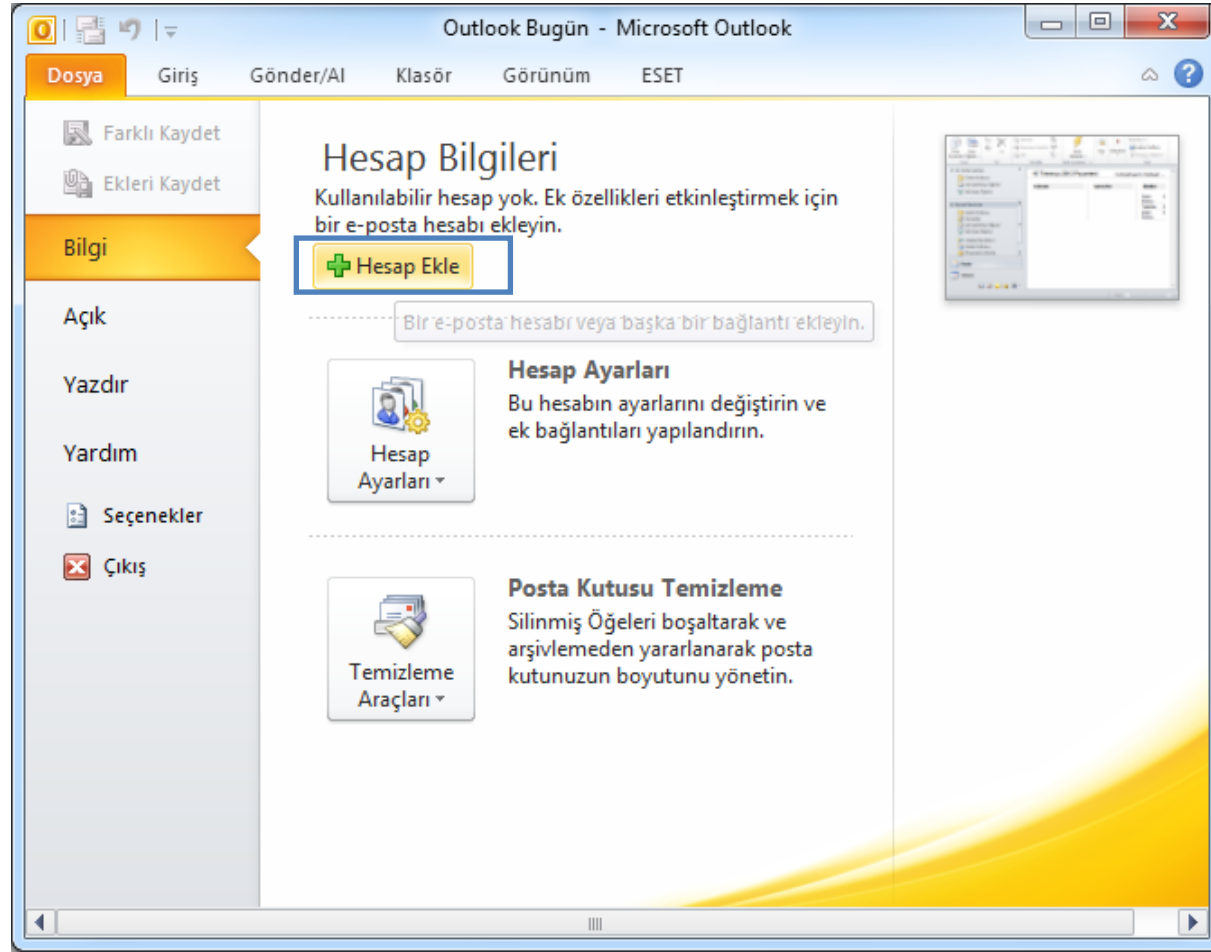 Outlook Bugün - Microsoft Outlook
Dosya Giriş Gönder/Al Klasör Görünüm ESET
Farklı Kaydet
Ekleri Kaydet
Bilgi
Açık
Yazdır
Yardım
Seçenekler
Çıkış
Hesap Bilgileri
Kullanılabilir hesap yok. Ek özellikleri etkinleştirmek için
bir e-posta hesabı ekleyin.
Hesap Ekle
Bir e-posta hesabı veya başka bir bağlantı ekleyin.
Hesap
Ayarları
Hesap Ayarları
Bu hesabın ayarlarını değiştirin ve
ek bağlantıları yapılandırın.
Temizleme
Araçları
Posta Kutusu Temizleme
Silinmiş Öğeleri boşaltarak ve
arşivlemeden yararlanarak posta
kutunuzun boyutunu yönetin.